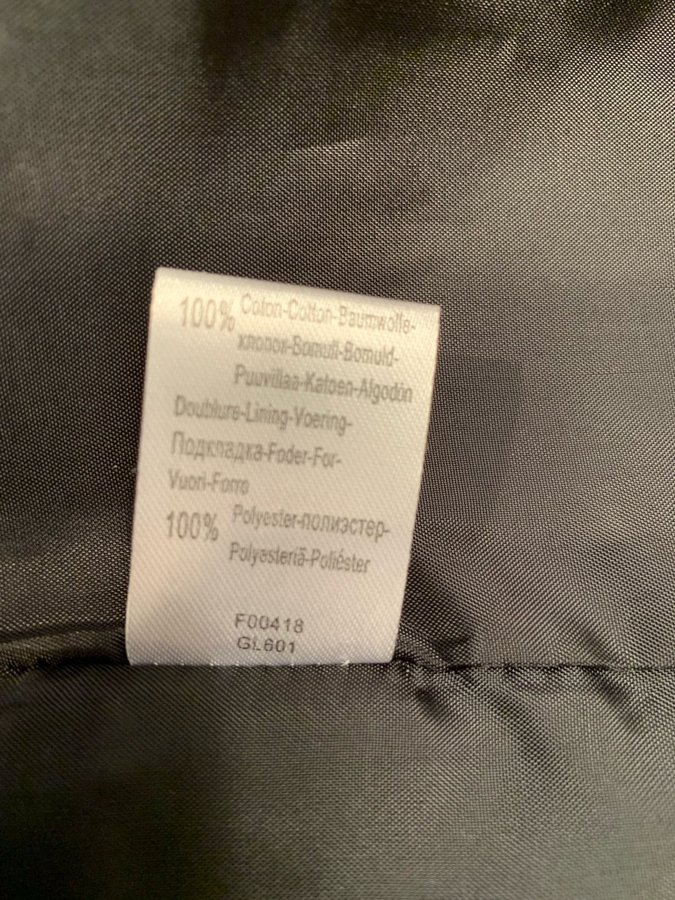 100% Coton-Cotton-Baumwolle-
хлопок-Bomull-Bomuld-
Puuvillaa-Katoen-Algodón
Doublure-Lining-Voering-
Подкладка-Foder-For-
Vuori-Forro
100% Polyester-полиэстер-
Polyesteriä-Poliéster
F00418
GL601